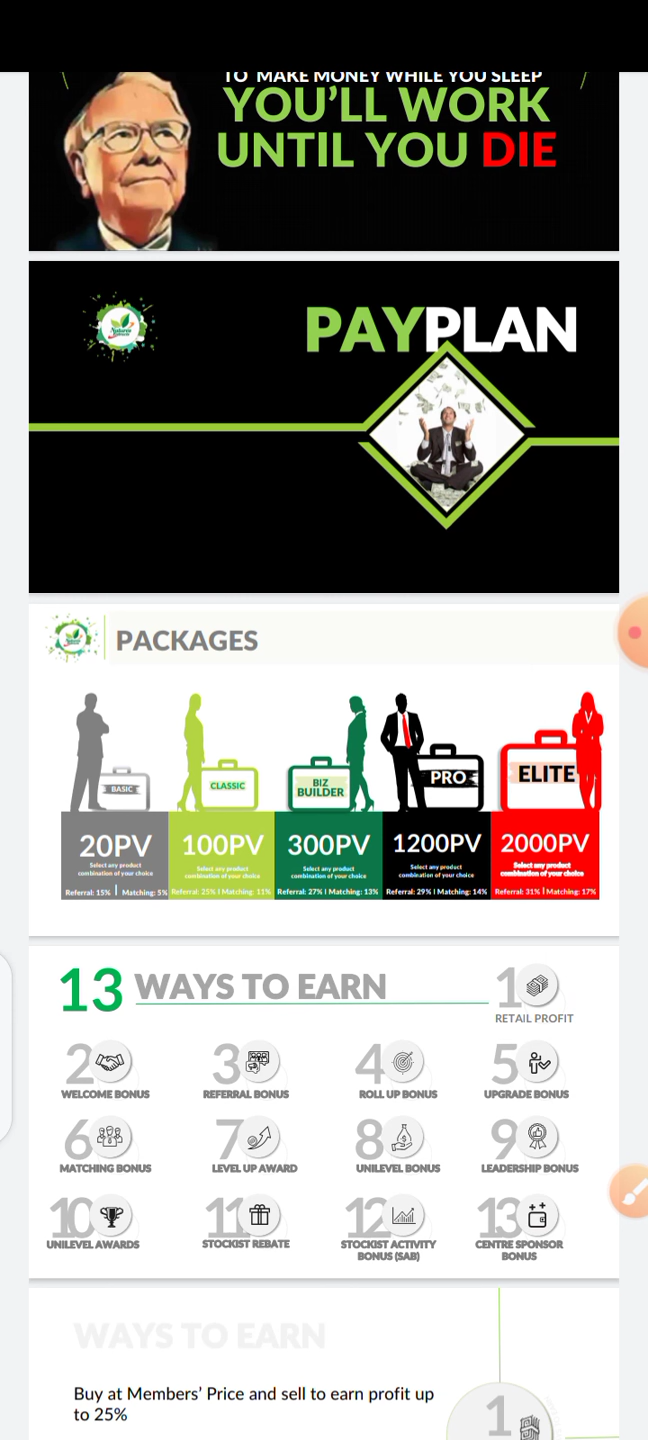 TO MAKE MONEY WHILE YOU SLEEP
YOU'LL WORK
UNTIL YOU DIE
PAYPLAN
PACKAGES
BASIC
CLASSIC
BIZ
BUILDER
PRO
ELITE
20PV
Select any product
combination of your choice
Referral: 15% | Matching: 5%
100PV
Select any product
combination of your choice
Referral: 25% I Matching: 11%
300PV
Select any product
combination of your choice
Referral: 27% I Matching: 13%
1200PV
Select any product
combination of your choice
Referral: 29% I Matching: 14%
2000PV
Select any product
combination of your choice
Referral: 31% I Matching: 17%
13 WAYS TO EARN
1
RETAIL PROFIT
2
WELCOME BONUS
3
REFERRAL BONUS
4
ROLL UP BONUS
5
UPGRADE BONUS
6
MATCHING BONUS
7
LEVEL UP AWARD
8
UNILEVEL BONUS
9
LEADERSHIP BONUS
10
UNILEVEL AWARDS
11
STOCKIST REBATE
12
STOCKIST ACTIVITY
BONUS (SAB)
13
CENTRE SPONSOR
BONUS
WAYS TO EARN
Buy at Members' Price and sell to earn profit up
to 25%
1